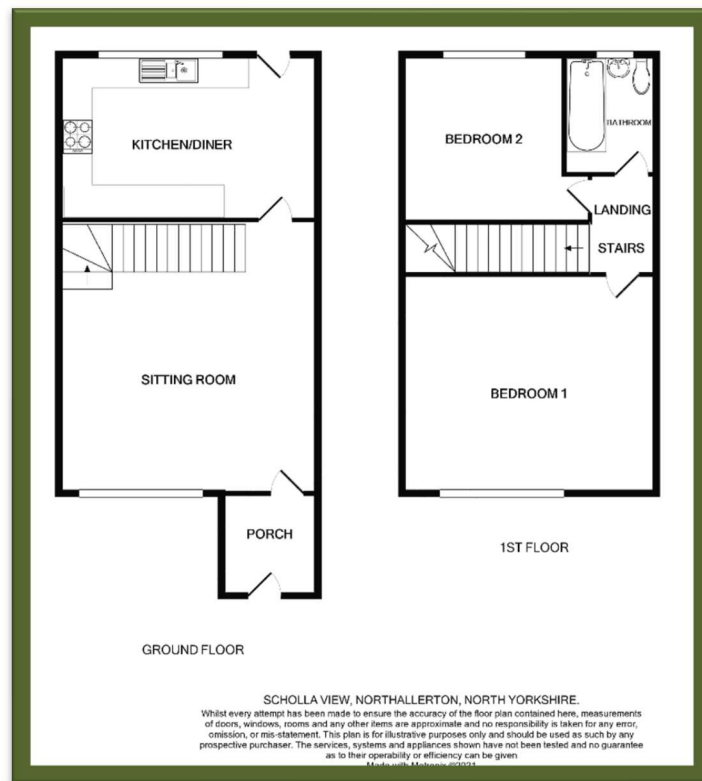 KITCHEN/DINER
SITTING ROOM
PORCH
GROUND FLOOR
BEDROOM 2
BATHROOM
LANDING
STAIRS
BEDROOM 1
1ST FLOOR
SCHOLLA VIEW, NORTHALLERTON, NORTH YORKSHIRE.
Whilst every attempt has been made to ensure the accuracy of the floor plan contained here, measurements
of doors, windows, rooms and any other items are approximate and no responsibility is taken for any error,
omission, or mis-statement. This plan is for illustrative purposes only and should be used as such by any
prospective purchaser. The services, systems and appliances shown have not been tested and no guarantee
as to their operability or efficiency can be given
Made with Metropix ©2021